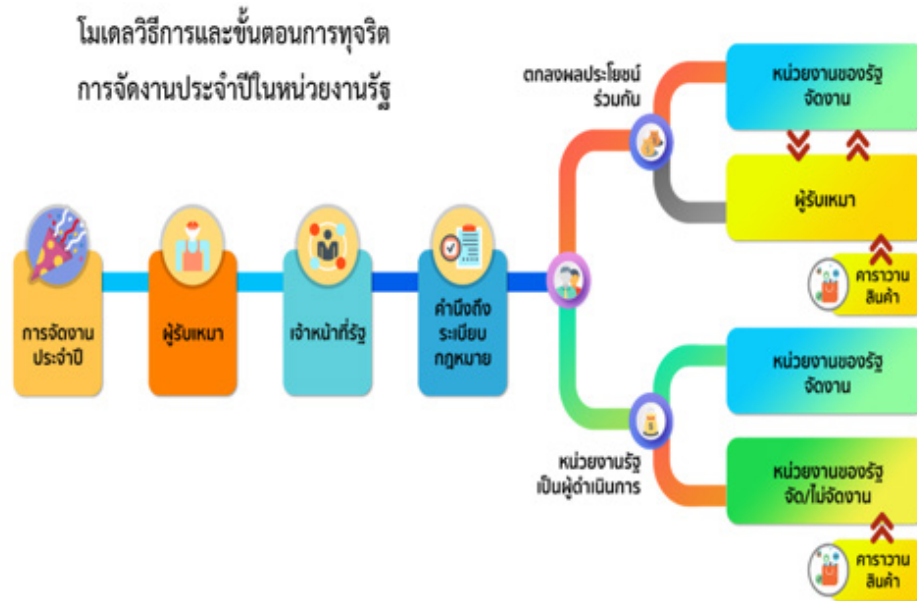 โมเดลวิธีการและขั้นตอนการทุจริต
การจัดงานประจำปีในหน่วยงานรัฐ
การจัดงาน
ประจำปี
ผู้รับเหมา
เจ้าหน้าที่รัฐ
คำนึงถึง
ระเบียบ
กฎหมาย
ตกลงผลประโยชน์
ร่วมกัน
หน่วยงานของรัฐ
จัดงาน
ผู้รับเหมา
คาราวาน
สินค้า
หน่วยงานรัฐ
เป็นผู้ดำเนินการ
หน่วยงานของรัฐ
จัดงาน
หน่วยงานของรัฐ
จัด/ไม่จัดงาน
คาราวาน
สินค้า